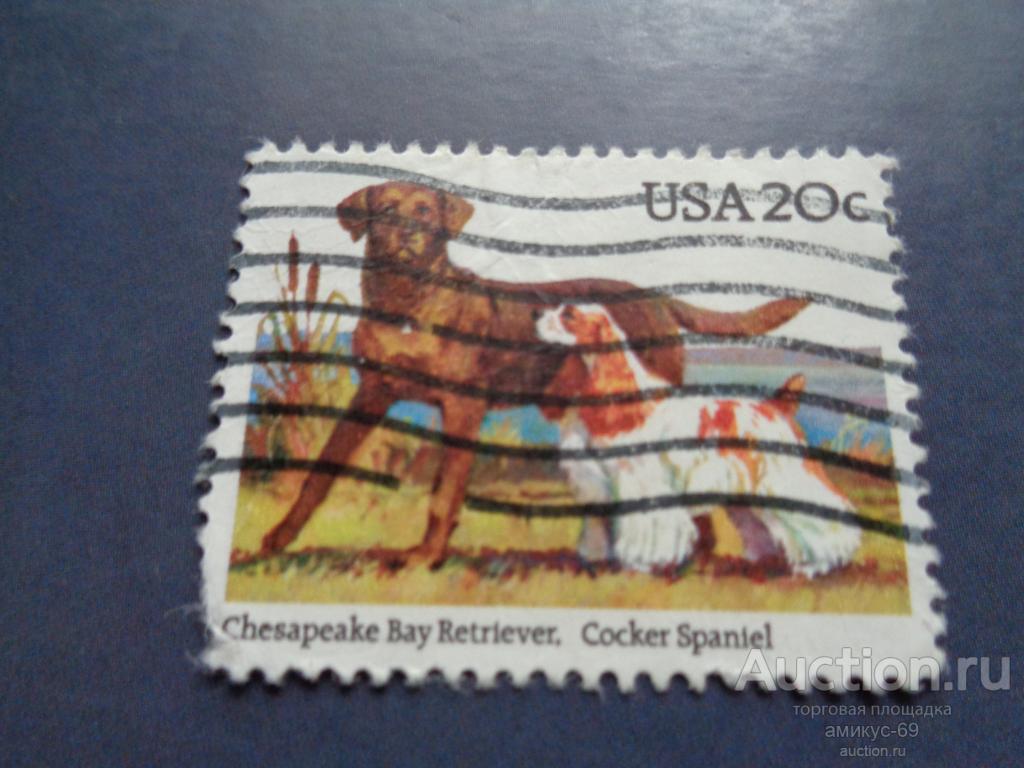 USA 20c
Chesapeake Bay Retriever, Cocker Spaniel
Auction.ru
торговая площадка
амикус-69
auction.ru